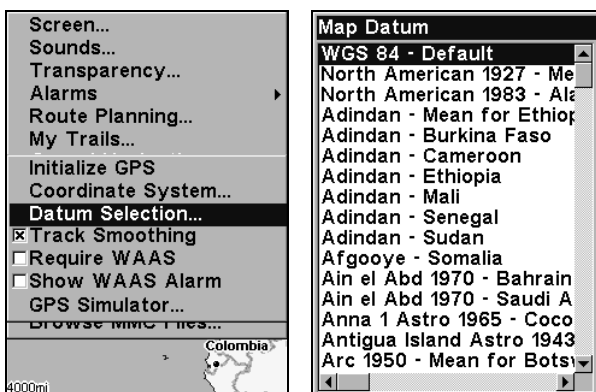 Screen...
Sounds...
Transparency...
Alarms
Route Planning...
My Trails...
Initialize GPS
Coordinate System...
Datum Selection...
Track Smoothing
Require WAAS
Show WAAS Alarm
GPS Simulator...
Browse MMC Files...
Colombia
4000mi
Map Datum
WGS 84 - Default
North American 1927 - Me
North American 1983 - Ala
Adindan - Mean for Ethiop
Adindan - Burkina Faso
Adindan - Cameroon
Adindan - Ethiopia
Adindan - Mali
Adindan - Senegal
Adindan - Sudan
Afgooye - Somalia
Ain el Abd 1970 - Bahrain
Ain el Abd 1970 - Saudi A
Anna 1 Astro 1965 - Coco
Antigua Island Astro 1943
Arc 1950 - Mean for Botsw